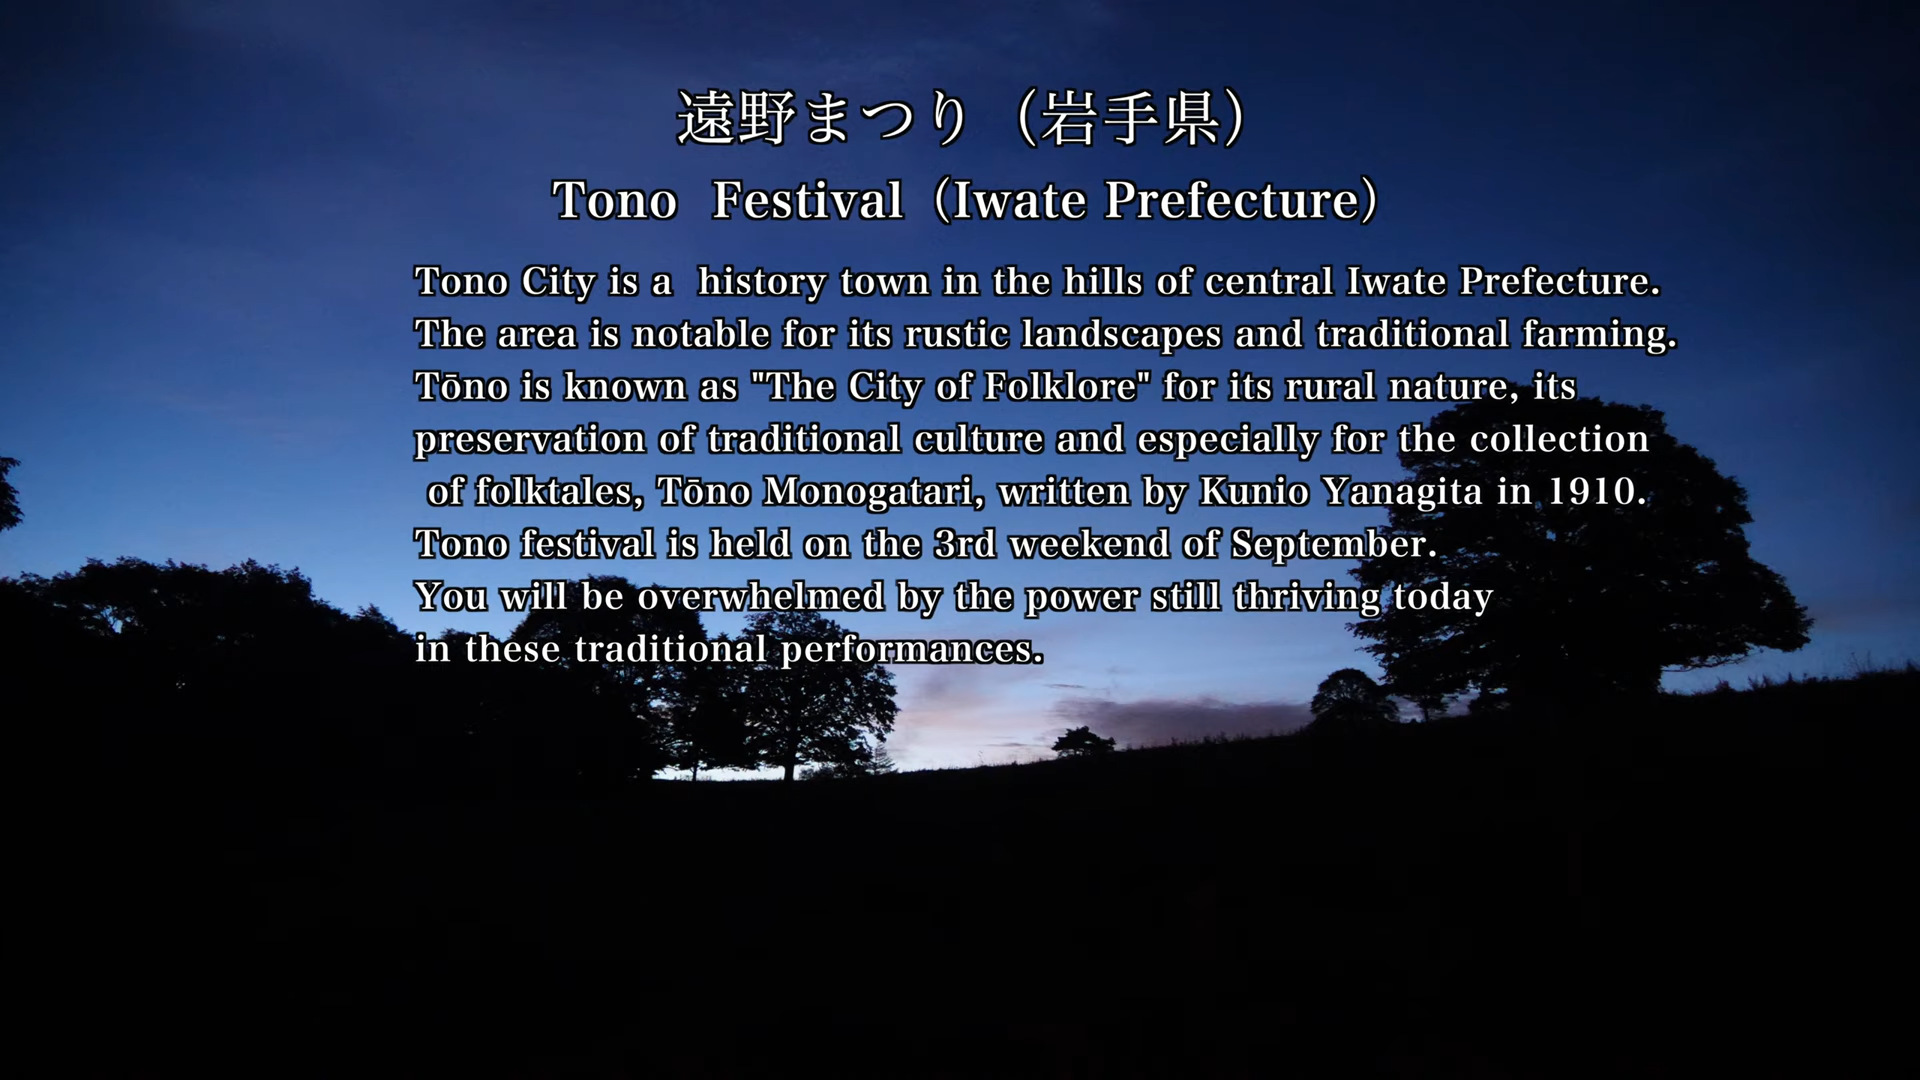 遠野まつり（岩手県）
Tono  Festival（Iwate Prefecture）
Tono City is a  history town in the hills of central Iwate Prefecture.
The area is notable for its rustic landscapes and traditional farming.
Tōno is known as "The City of Folklore" for its rural nature, its
preservation of traditional culture and especially for the collection
of folktales, Tōno Monogatari, written by Kunio Yanagita in 1910.
Tono festival is held on the 3rd weekend of September.
You will be overwhelmed by the power still thriving today
in these traditional performances.